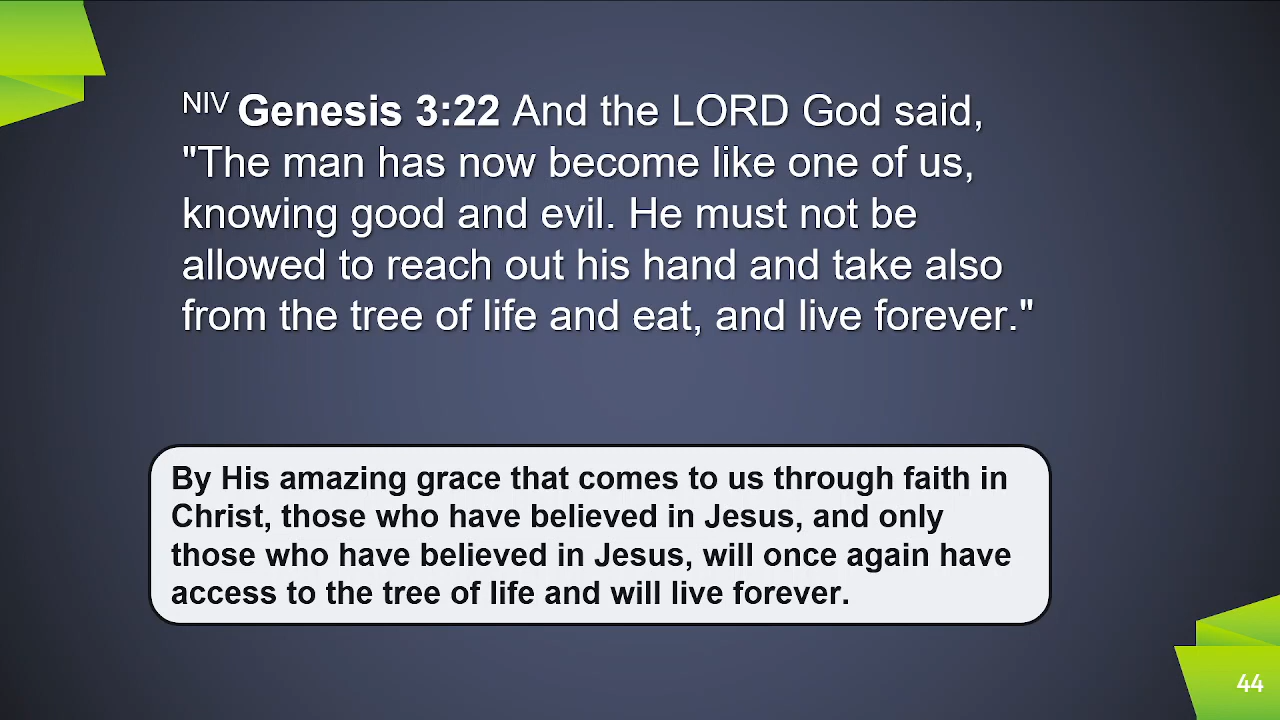 NIV Genesis 3:22 And the LORD God said,
"The man has now become like one of us,
knowing good and evil. He must not be
allowed to reach out his hand and take also
from the tree of life and eat, and live forever."
By His amazing grace that comes to us through faith in
Christ, those who have believed in Jesus, and only
those who have believed in Jesus, will once again have
access to the tree of life and will live forever.
44